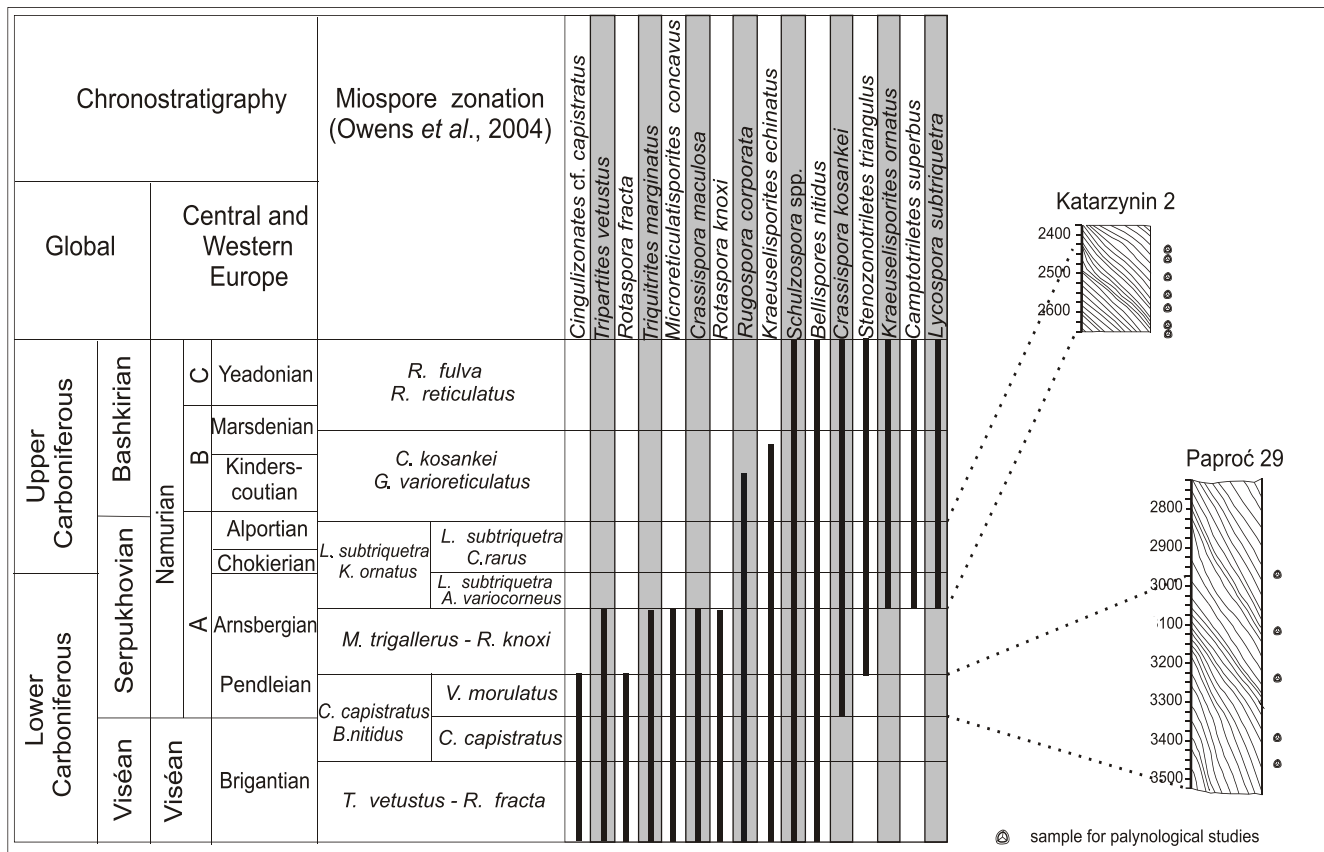 Chronostratigraphy
Miospore zonation
(Owens et al., 2004)
Global
Central and
Western
Europe
Cingulizonates cf. capistratus
Tripartites vetustus
Rotaspora fracta
Triquitrites marginatus
Microreticulatisporites concavus
Crassispora maculosa
Rotaspora knoxi
Rugospora corporata
Kraeuselisporites echinatus
Schulzospora spp.
Bellispores nitidus
Crassispora kosankei
Stenozonotriletes triangulus
Kraeuselisporites ornatus
Camptotriletes superbus
Lycospora subtriquetra
Upper
Carboniferous
Lower
Carboniferous
Bashkirian
Serpukhovian
Viséan
Namurian
Viséan
C
B
A
Yeadonian
Marsdenian
Kinders-
coutian
Alportian
Chokierian
Arnsbergian
Pendleian
Brigantian
R. fulva
R. reticulatus
C. kosankei
G. varioreticulatus
L. subtriquetra
K. ornatus
L. subtriquetra
C.rarus
L. subtriquetra
A. variocorneus
M. trigallerus - R. knoxi
C. capistratus
B.nitidus
V. morulatus
C. capistratus
T. vetustus - R. fracta
Katarzynin 2
2400
2500
2600
Paproć 29
2800
2900
3000
3100
3200
3300
3400
3500
sample for palynological studies